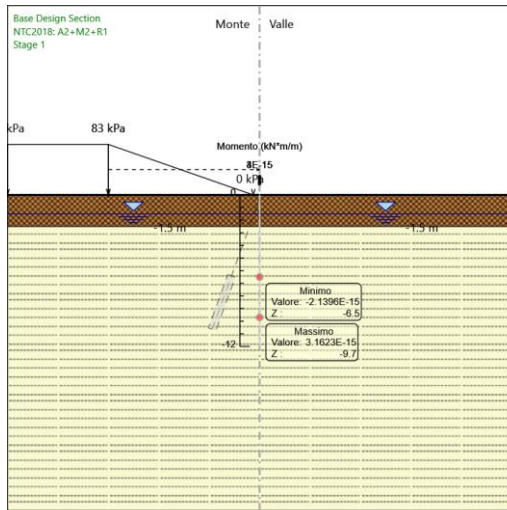 Base Design Section
NTC2018: A2+M2+R1
Stage 1
Monte
Valle
kPa
83 kPa
Momento (kN*m/m)
0 kPa
0
-1.5 m
-1.5 m
Minimo
Valore: -2.1396E-15
Z : -6.5
Massimo
Valore: 3.1623E-15
Z : -9.7
-12